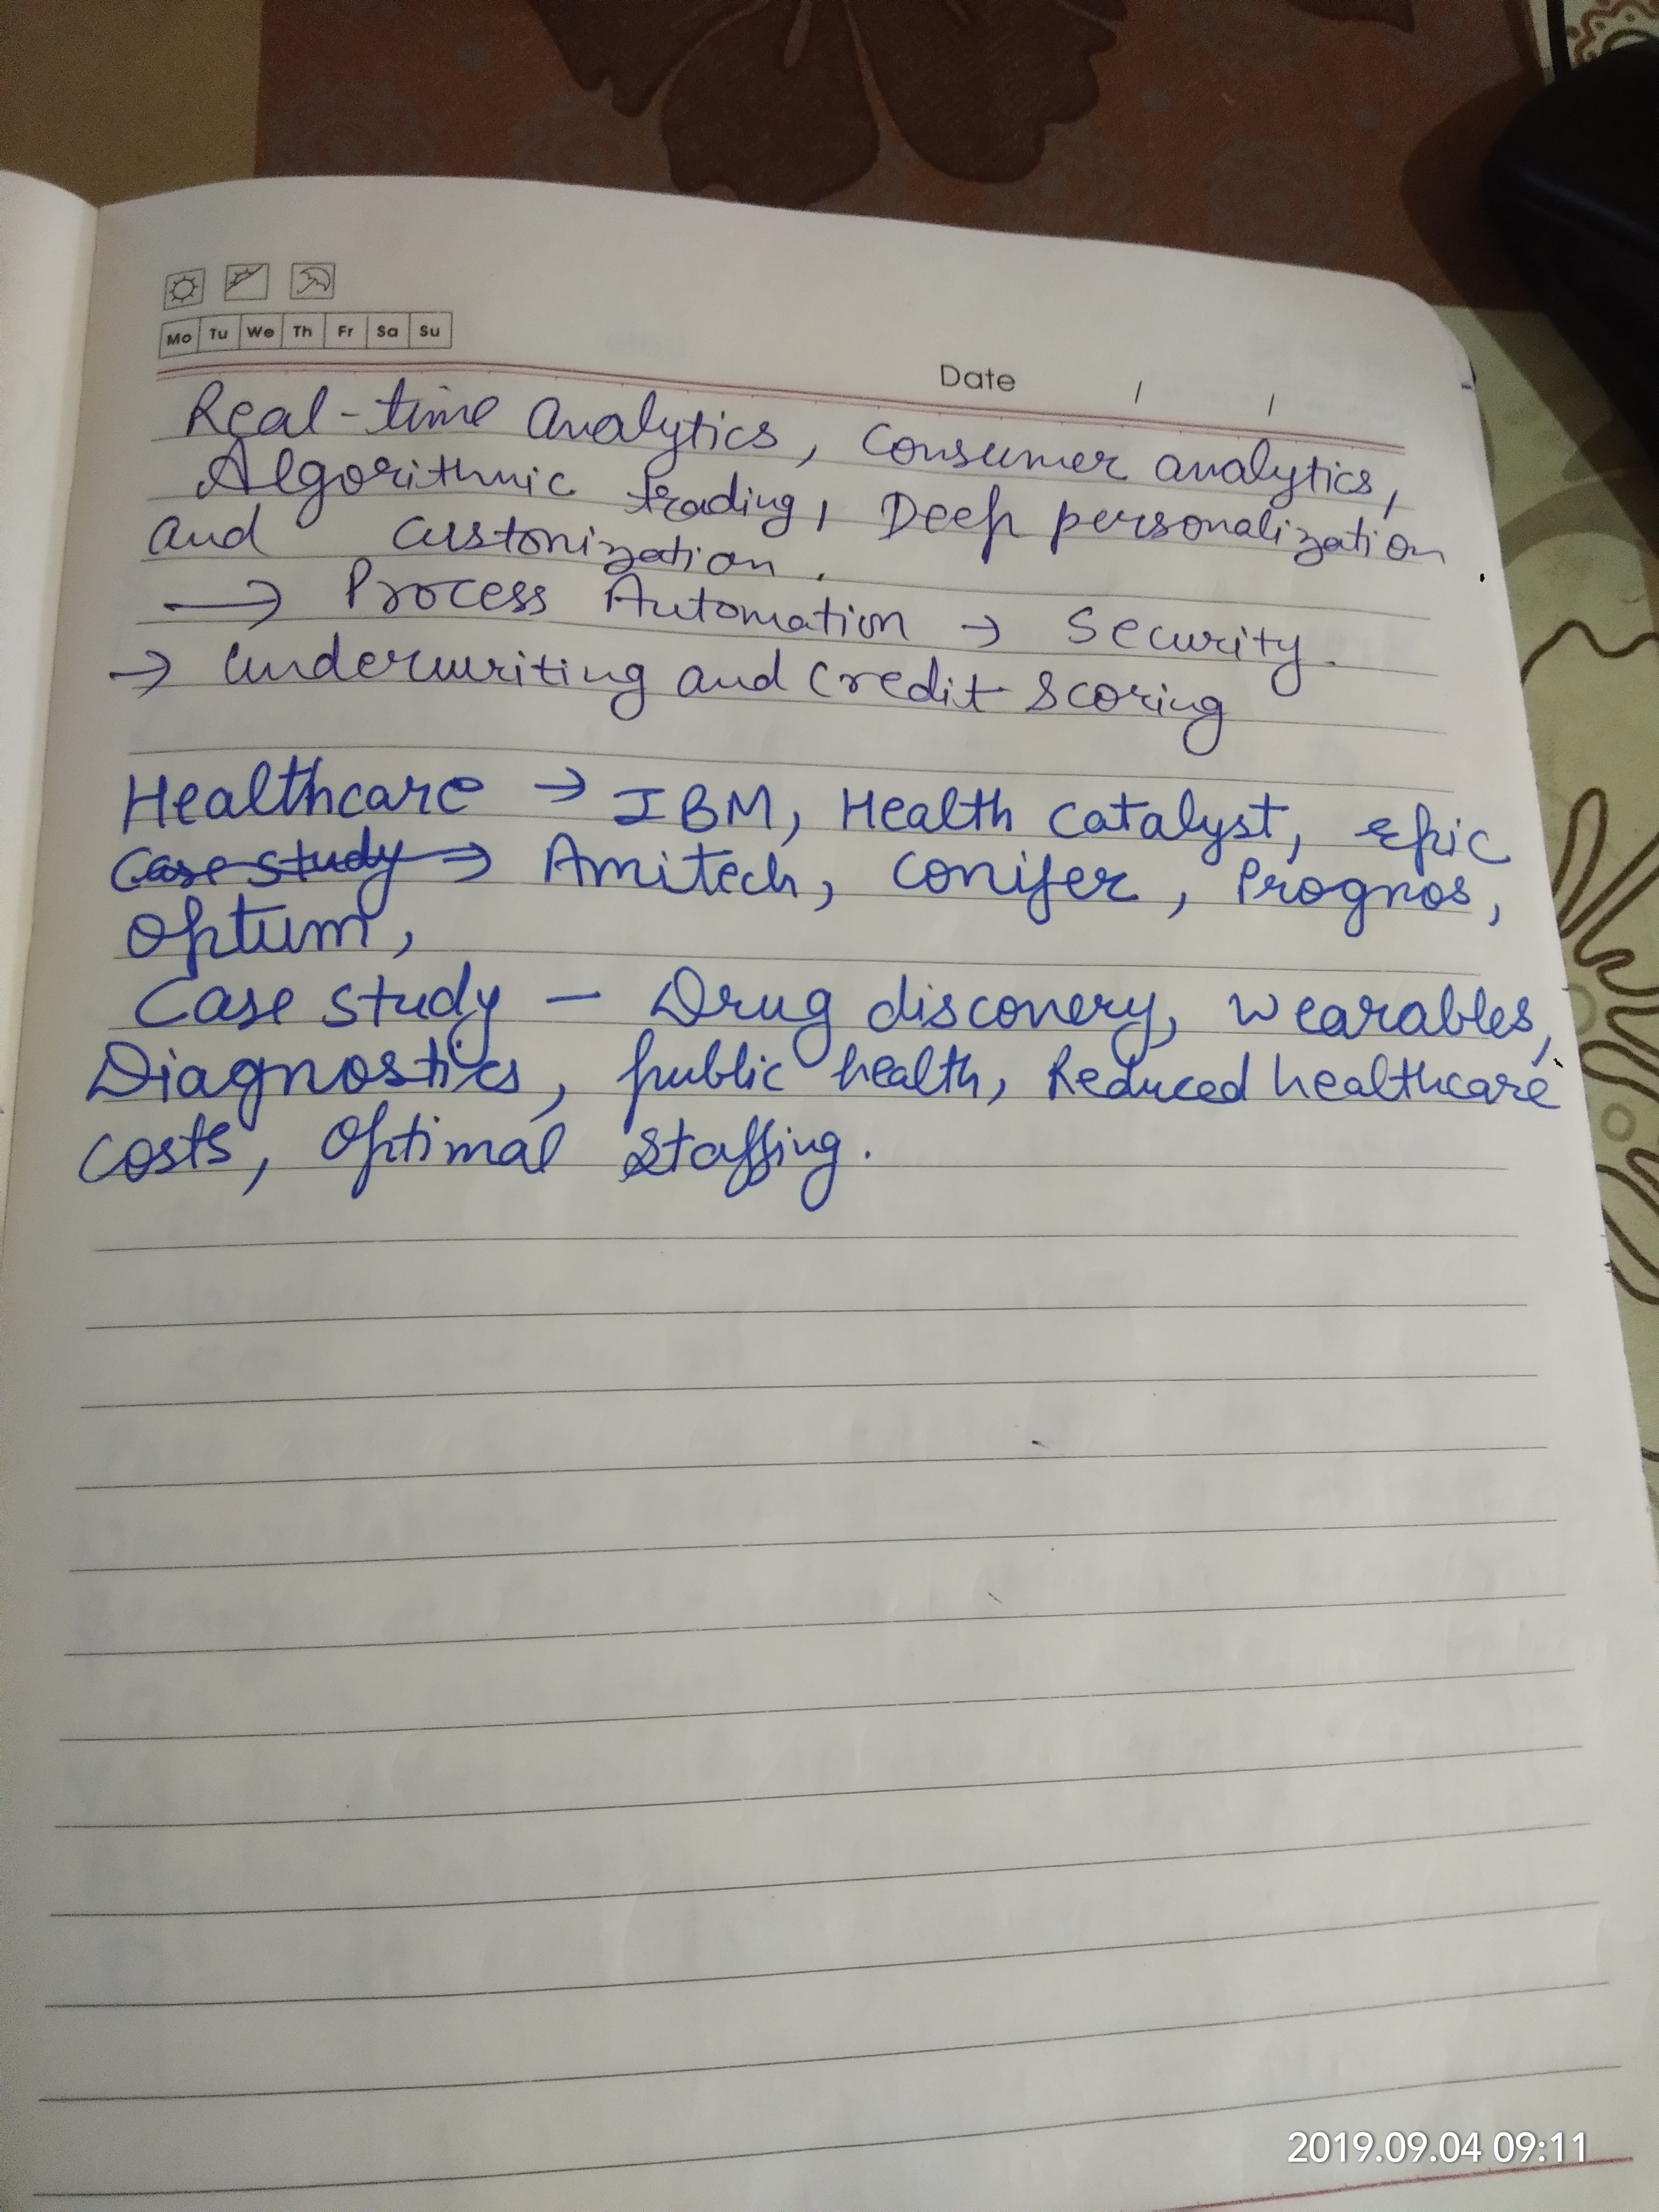 Mo Tu We Th Fr Sa Su
Date / /
Real-time Analytics, Consumer analytics,
Algorithmic trading, Deep personalization
and customization.
→ Process Automation → Security.
→ Underwriting and Credit Scoring
Healthcare → IBM, Health Catalyst, epic
Case study → Amitech, Conifer, Prognos,
Optum,
Case study – Drug discovery, wearables,
Diagnostics, public health, Reduced healthcare
costs, Optimal Staffing.
2019.09.04 09:11